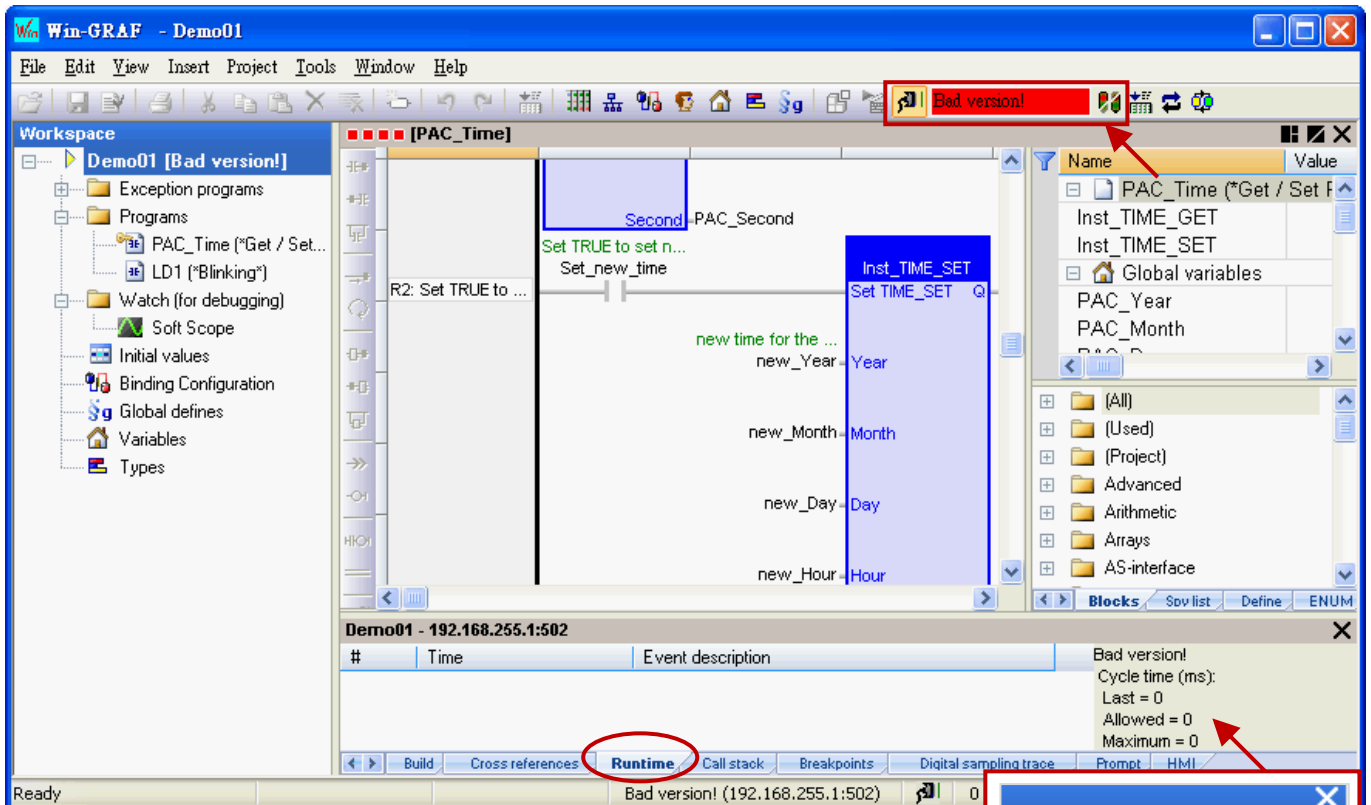 Win-GRAF - Demo01
File Edit View Insert Project Tools Window Help
Bad version!
Workspace
Demo01 [Bad version!]
Exception programs
Programs
PAC_Time (*Get / Set...
LD1 (*Blinking*)
Watch (for debugging)
Soft Scope
Initial values
Binding Configuration
Global defines
Variables
Types
[PAC_Time]
Second PAC_Second
Set TRUE to set n...
Set_new_time
Inst_TIME_SET
R2: Set TRUE to ...
Set TIME_SET Q
new time for the ...
new_Year Year
new_Month Month
new_Day Day
new_Hour Hour
Name Value
PAC_Time (*Get / Set
Inst_TIME_GET
Inst_TIME_SET
Global variables
PAC_Year
PAC_Month
(All)
(Used)
(Project)
Advanced
Arithmetic
Arrays
AS-interface
Blocks Spy list Define ENUM
Demo01 - 192.168.255.1:502
# Time Event description
Bad version!
Cycle time (ms):
Last = 0
Allowed = 0
Maximum = 0
Build Cross references Runtime Call stack Breakpoints Digital sampling trace Prompt HMI
Ready Bad version! (192.168.255.1:502) 0